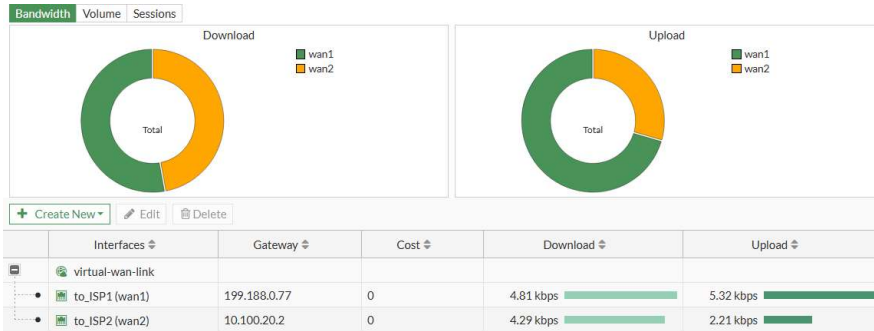 Bandwidth Volume Sessions
Download
wan1
wan2
Total
Upload
wan1
wan2
Total
+ Create New Edit Delete
Interfaces Gateway Cost Download Upload
virtual-wan-link
to_ISP1 (wan1) 199.188.0.77 0 4.81 kbps 5.32 kbps
to_ISP2 (wan2) 10.100.20.2 0 4.29 kbps 2.21 kbps